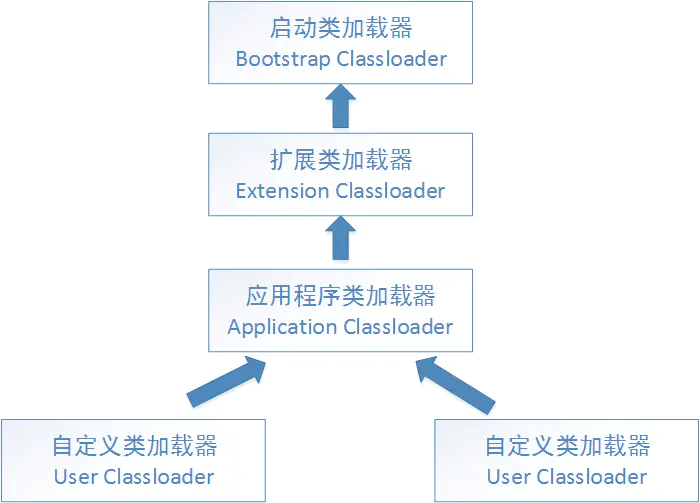 启动类加载器
Bootstrap Classloader
扩展类加载器
Extension Classloader
应用程序类加载器
Application Classloader
自定义类加载器
User Classloader
自定义类加载器
User Classloader